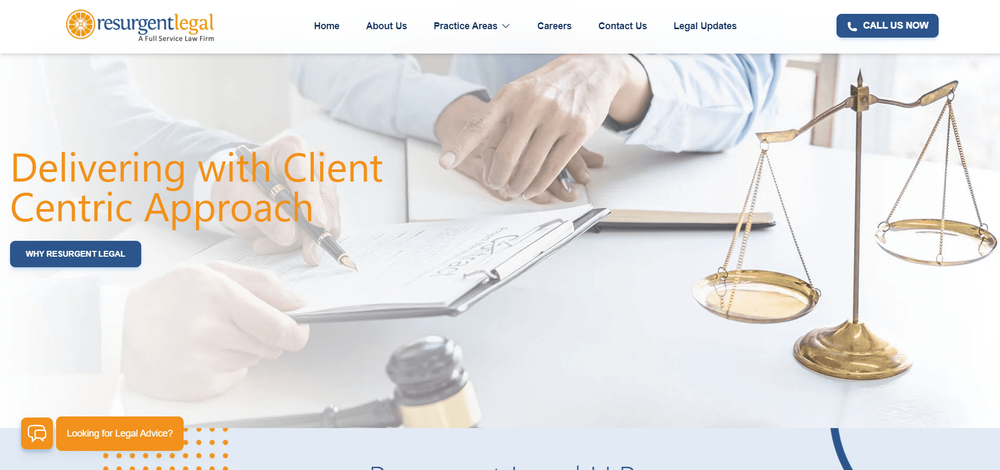 resurgentlegal
A Full Service Law Firm
Home
About Us
Practice Areas
Careers
Contact Us
Legal Updates
CALL US NOW
Delivering with Client
Centric Approach
WHY RESURGENT LEGAL
Looking for Legal Advice?